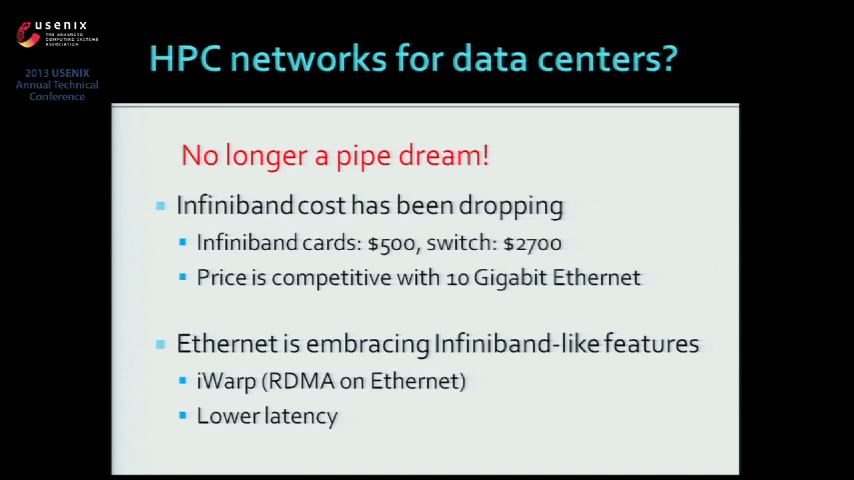 usenix
THE ADVANCED
COMPUTING SYSTEMS
ASSOCIATION
2013 USENIX
Annual Technical
Conference
HPC networks for data centers?
No longer a pipe dream!
Infiniband cost has been dropping
Infiniband cards: $500, switch: $2700
Price is competitive with 10 Gigabit Ethernet
Ethernet is embracing Infiniband-like features
iWarp (RDMA on Ethernet)
Lower latency